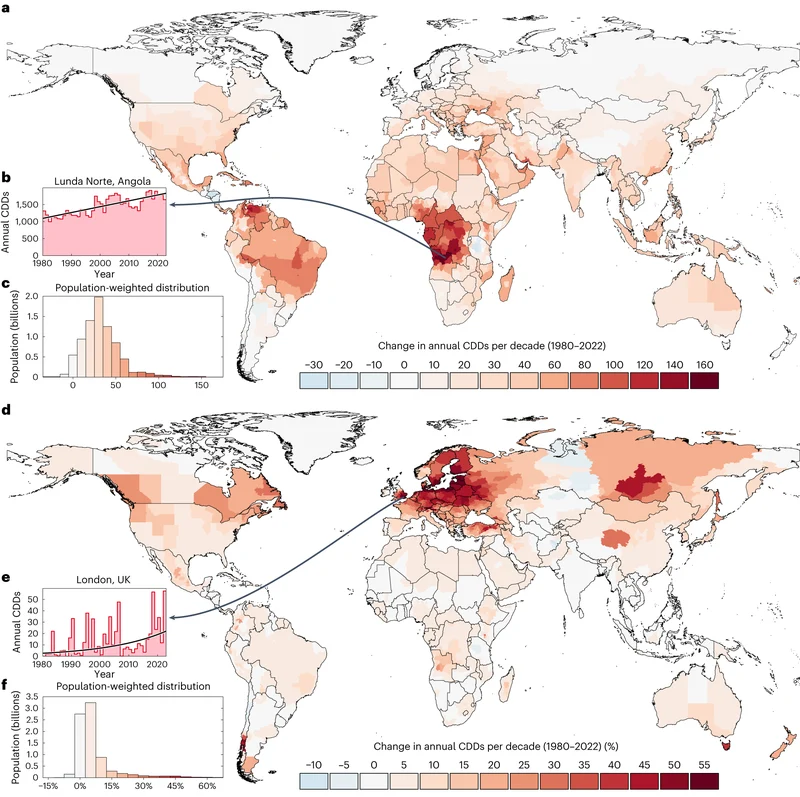 a
b
Lunda Norte, Angola
Annual CDDs
1,500
1,000
500
0
1980 1990 2000 2010 2020
Year
c
Population-weighted distribution
Population (billions)
2.0
1.5
1.0
0.5
0
0 50 100 150
Change in annual CDDs per decade (1980–2022)
−30 −20 −10 0 10 20 30 40 60 80 100 120 140 160
d
e
London, UK
Annual CDDs
50
40
30
20
10
0
1980 1990 2000 2010 2020
Year
f
Population-weighted distribution
Population (billions)
3.5
3.0
2.5
2.0
1.5
1.0
0.5
0
−15% 0% 15% 30% 45% 60%
Change in annual CDDs per decade (1980–2022) (%)
−10 −5 0 5 10 15 20 25 30 35 40 45 50 55